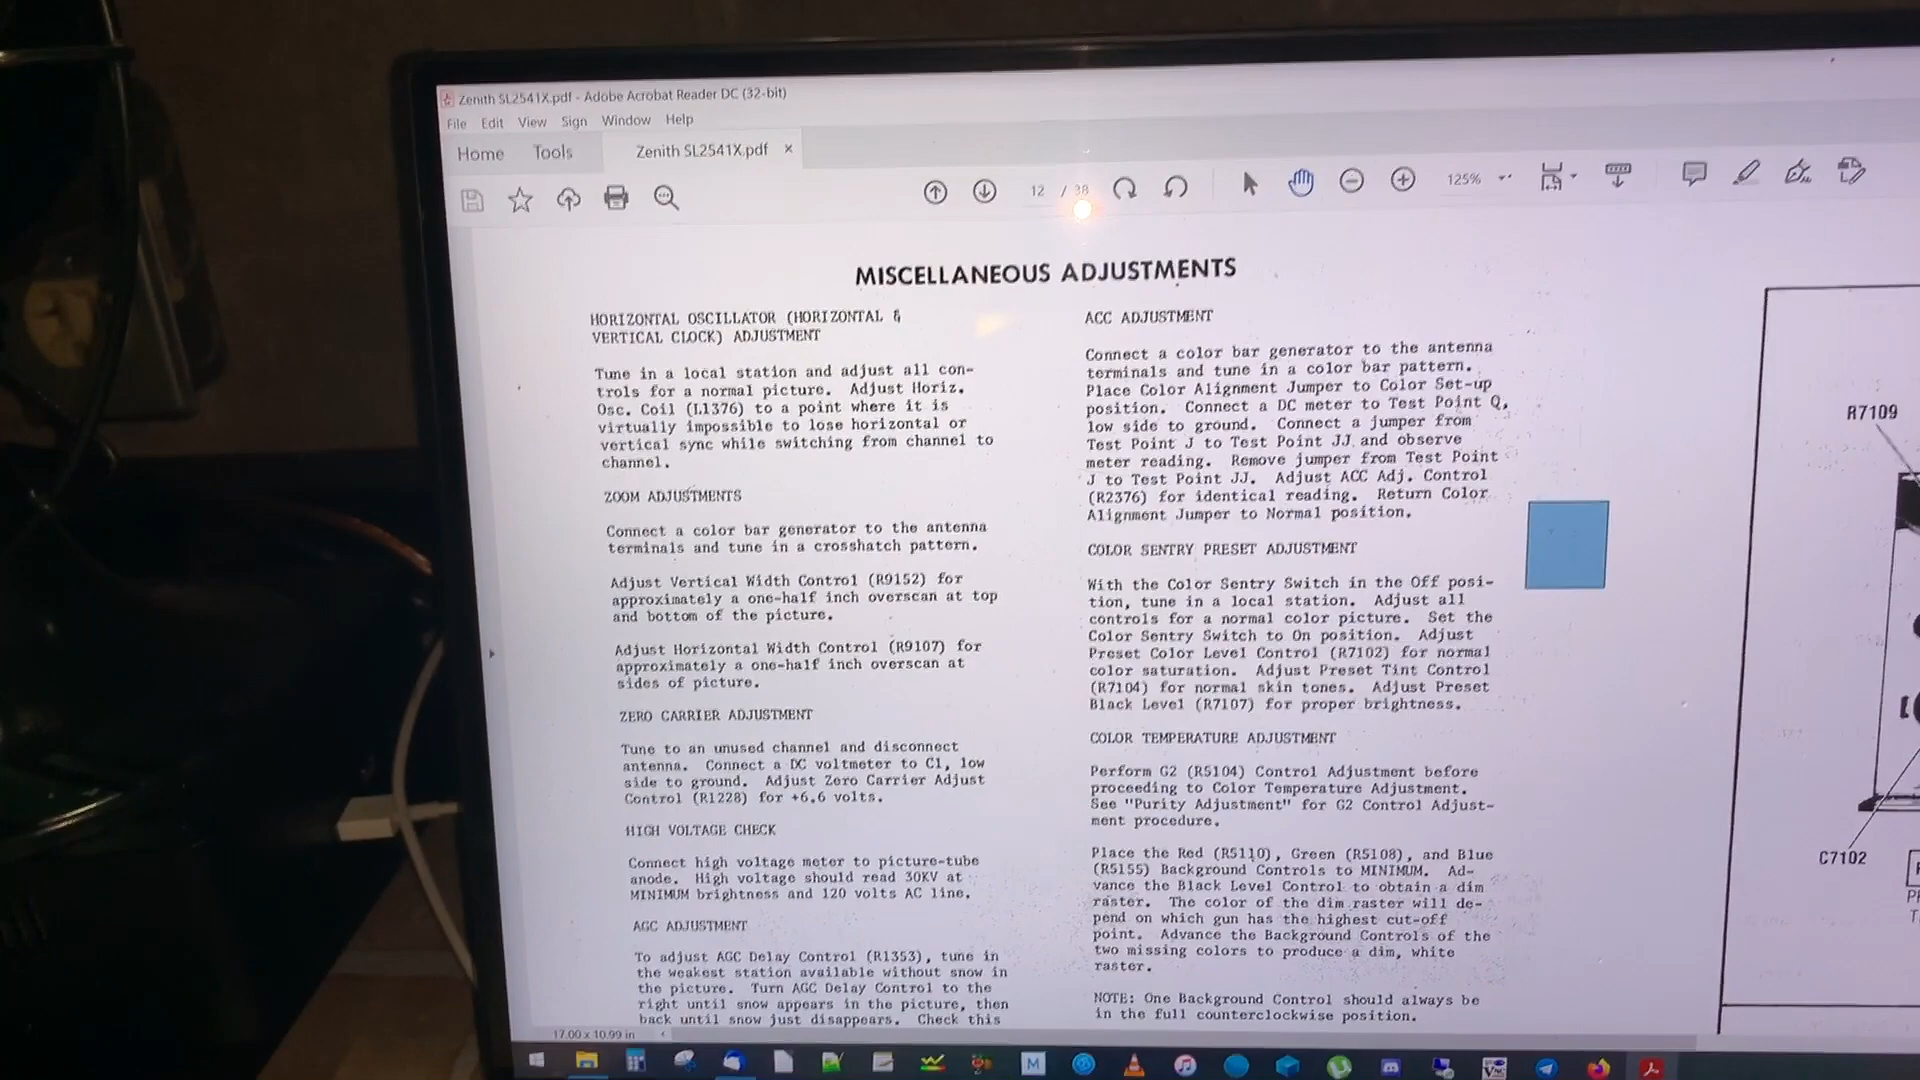 Zenith SL2541X.pdf - Adobe Acrobat Reader DC (32-bit)
File Edit View Sign Window Help
Home Tools Zenith SL2541X.pdf ×
12 / 38 125%
MISCELLANEOUS ADJUSTMENTS
HORIZONTAL OSCILLATOR (HORIZONTAL &
VERTICAL CLOCK) ADJUSTMENT
Tune in a local station and adjust all con-
trols for a normal picture. Adjust Horiz.
Osc. Coil (L1376) to a point where it is
virtually impossible to lose horizontal or
vertical sync while switching from channel to
channel.
ZOOM ADJUSTMENTS
Connect a color bar generator to the antenna
terminals and tune in a crosshatch pattern.
Adjust Vertical Width Control (R9152) for
approximately a one-half inch overscan at top
and bottom of the picture.
Adjust Horizontal Width Control (R9107) for
approximately a one-half inch overscan at
sides of picture.
ZERO CARRIER ADJUSTMENT
Tune to an unused channel and disconnect
antenna. Connect a DC voltmeter to C1, low
side to ground. Adjust Zero Carrier Adjust
Control (R1228) for +6.6 volts.
HIGH VOLTAGE CHECK
Connect high voltage meter to picture-tube
anode. High voltage should read 30KV at
MINIMUM brightness and 120 volts AC line.
AGC ADJUSTMENT
To adjust AGC Delay Control (R1353), tune in
the weakest station available without snow in
the picture. Turn AGC Delay Control to the
right until snow appears in the picture, then
back until snow just disappears. Check this
ACC ADJUSTMENT
Connect a color bar generator to the antenna
terminals and tune in a color bar pattern.
Place Color Alignment Jumper to Color Set-up
position. Connect a DC meter to Test Point Q,
low side to ground. Connect a jumper from
Test Point J to Test Point JJ and observe
meter reading. Remove jumper from Test Point
J to Test Point JJ. Adjust ACC Adj. Control
(R2376) for identical reading. Return Color
Alignment Jumper to Normal position.
COLOR SENTRY PRESET ADJUSTMENT
With the Color Sentry Switch in the Off posi-
tion, tune in a local station. Adjust all
controls for a normal color picture. Set the
Color Sentry Switch to On position. Adjust
Preset Color Level Control (R7102) for normal
color saturation. Adjust Preset Tint Control
(R7104) for normal skin tones. Adjust Preset
Black Level (R7107) for proper brightness.
COLOR TEMPERATURE ADJUSTMENT
Perform G2 (R5104) Control Adjustment before
proceeding to Color Temperature Adjustment.
See "Purity Adjustment" for G2 Control Adjust-
ment procedure.
Place the Red (R5110), Green (R5108), and Blue
(R5155) Background Controls to MINIMUM. Ad-
vance the Black Level Control to obtain a dim
raster. The color of the dim raster will de-
pend on which gun has the highest cut-off
point. Advance the Background Controls of the
two missing colors to produce a dim, white
raster.
NOTE: One Background Control should always be
in the full counterclockwise position.
R7109
C7102
17.00 x 10.99 in